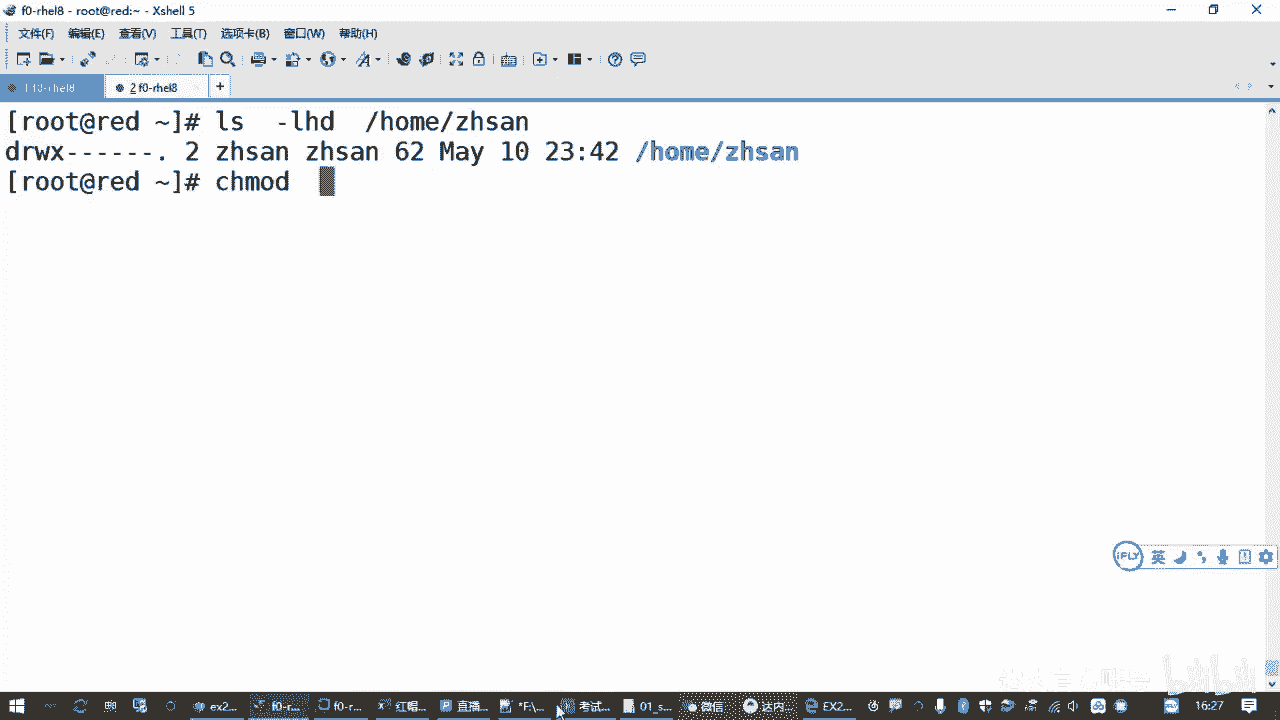 f0-rhel8 - root@red:~ - Xshell 5
文件(F) 编辑(E) 查看(V) 工具(T) 选项卡(B) 窗口(W) 帮助(H)
1 f0-rhel8 2 f0-rhel8 +
[root@red ~]# ls  -lhd  /home/zhsan
drwx------. 2 zhsan zhsan 62 May 10 23:42 /home/zhsan
[root@red ~]# chmod
iFLY 英
ex2... f0-r... f0-r... 红帽... 直播... *F:\... 考试... 01_s... 微信 达内... EX2... 16:27